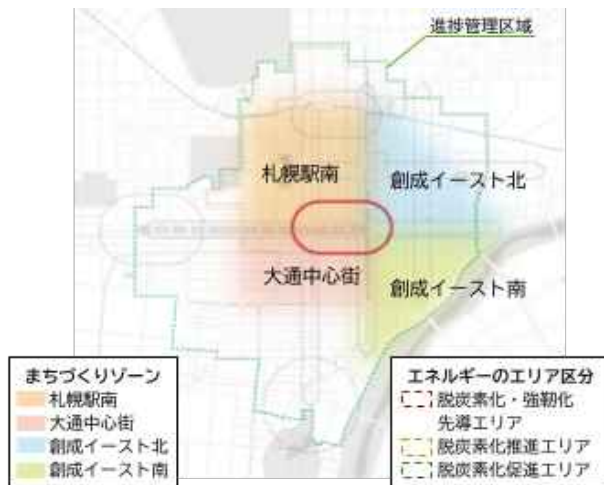 進捗管理区域
札幌駅南
創成イースト北
大通中心街
創成イースト南
まちづくりゾーン
札幌駅南
大通中心街
創成イースト北
創成イースト南
エネルギーのエリア区分
脱炭素化・強靭化
先導エリア
脱炭素化推進エリア
脱炭素化促進エリア